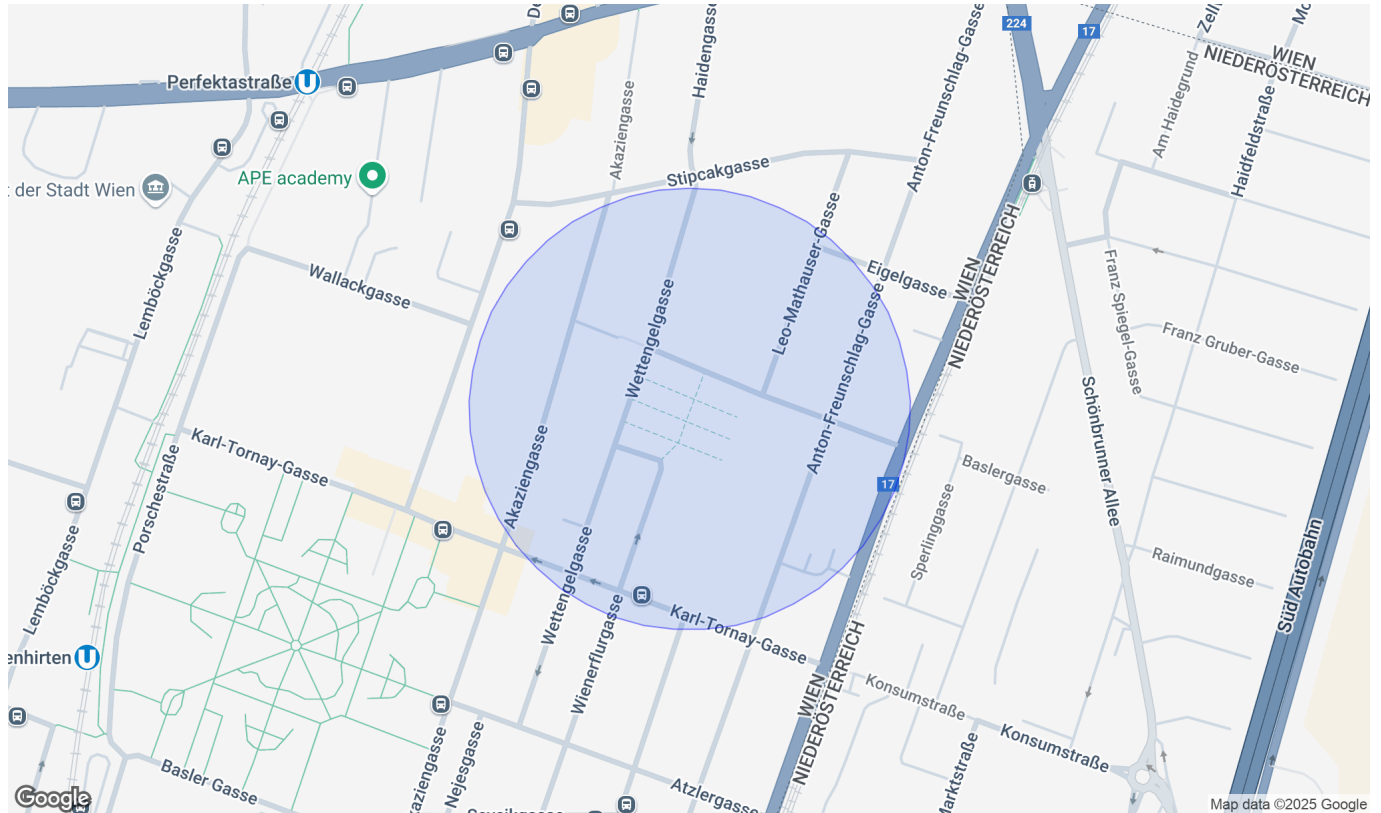 224
17
WIEN
NIEDERÖSTERREICH
Perfektastraße
Akaziengasse
Haidengasse
Anton-Freunschlag-Gasse
Am Haidegrund
Haidfeldstraße
APE academy
t der Stadt Wien
Stipcakgasse
Lemböckgasse
Wallackgasse
Wettengelgasse
Leo-Mathauser-Gasse
Eigelgasse
WIEN
NIEDERÖSTERREICH
Franz Spiegel-Gasse
Franz Gruber-Gasse
Schönbrunner Allee
Anton-Freunschlag-Gasse
Karl-Tornay-Gasse
Porschestraße
Akaziengasse
17
Baslergasse
Sperlinggasse
Raimundgasse
Süd Autobahn
Lemböckgasse
Wettengelgasse
Wienerflurgasse
Karl-Tornay-Gasse
enhirten
WIEN
NIEDERÖSTERREICH
Konsumstraße
Konsumstraße
Marktstraße
Basler Gasse
kaziengasse
Nejesgasse
Atzlergasse
Google
Map data ©2025 Google